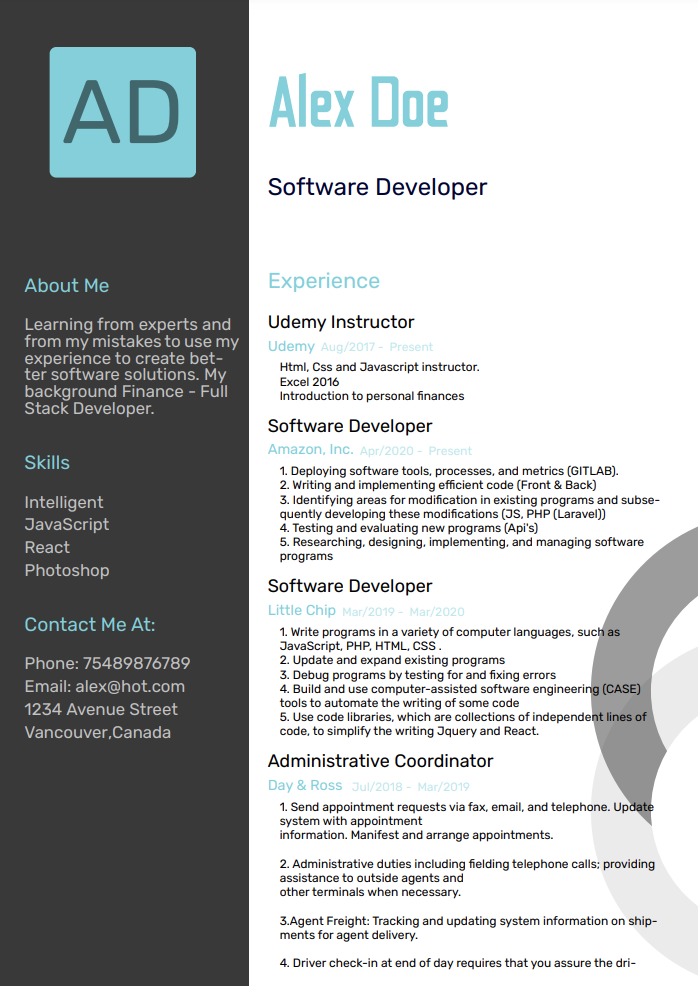 AD
About Me
Learning from experts and
from my mistakes to use my
experience to create bet-
ter software solutions. My
background Finance - Full
Stack Developer.
Skills
Intelligent
JavaScript
React
Photoshop
Contact Me At:
Phone: 75489876789
Email: alex@hot.com
1234 Avenue Street
Vancouver,Canada
Alex Doe
Software Developer
Experience
Udemy Instructor
Udemy Aug/2017 - Present
Html, Css and Javascript instructor.
Excel 2016
Introduction to personal finances
Software Developer
Amazon, Inc. Apr/2020 - Present
1. Deploying software tools, processes, and metrics (GITLAB).
2. Writing and implementing efficient code (Front & Back)
3. Identifying areas for modification in existing programs and subse-
quently developing these modifications (JS, PHP (Laravel))
4. Testing and evaluating new programs (Api's)
5. Researching, designing, implementing, and managing software
programs
Software Developer
Little Chip Mar/2019 - Mar/2020
1. Write programs in a variety of computer languages, such as
JavaScript, PHP, HTML, CSS .
2. Update and expand existing programs
3. Debug programs by testing for and fixing errors
4. Build and use computer-assisted software engineering (CASE)
tools to automate the writing of some code
5. Use code libraries, which are collections of independent lines of
code, to simplify the writing Jquery and React.
Administrative Coordinator
Day & Ross Jul/2018 - Mar/2019
1. Send appointment requests via fax, email, and telephone. Update
system with appointment
information. Manifest and arrange appointments.
2. Administrative duties including fielding telephone calls; providing
assistance to outside agents and
other terminals when necessary.
3.Agent Freight: Tracking and updating system information on ship-
ments for agent delivery.
4. Driver check-in at end of day requires that you assure the dri-